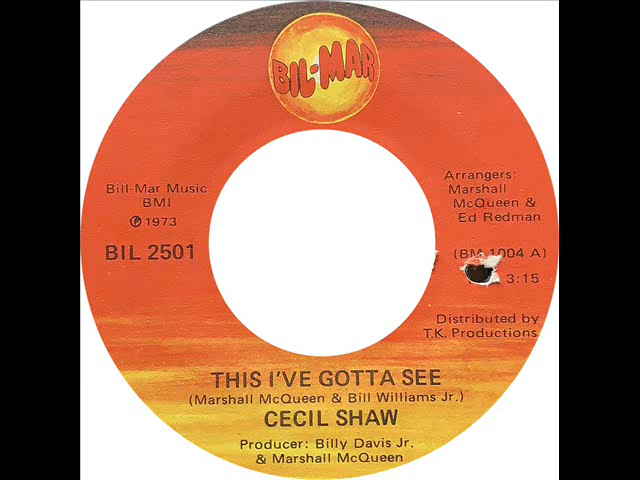 BIL-MAR
Bill-Mar Music
BMI
℗ 1973
BIL 2501
Arrangers:
Marshall
McQueen &
Ed Redman
(BM 1004 A)
3:15
Distributed by
T.K. Productions
THIS I'VE GOTTA SEE
(Marshall McQueen & Bill Williams Jr.)
CECIL SHAW
Producer: Billy Davis Jr.
& Marshall McQueen